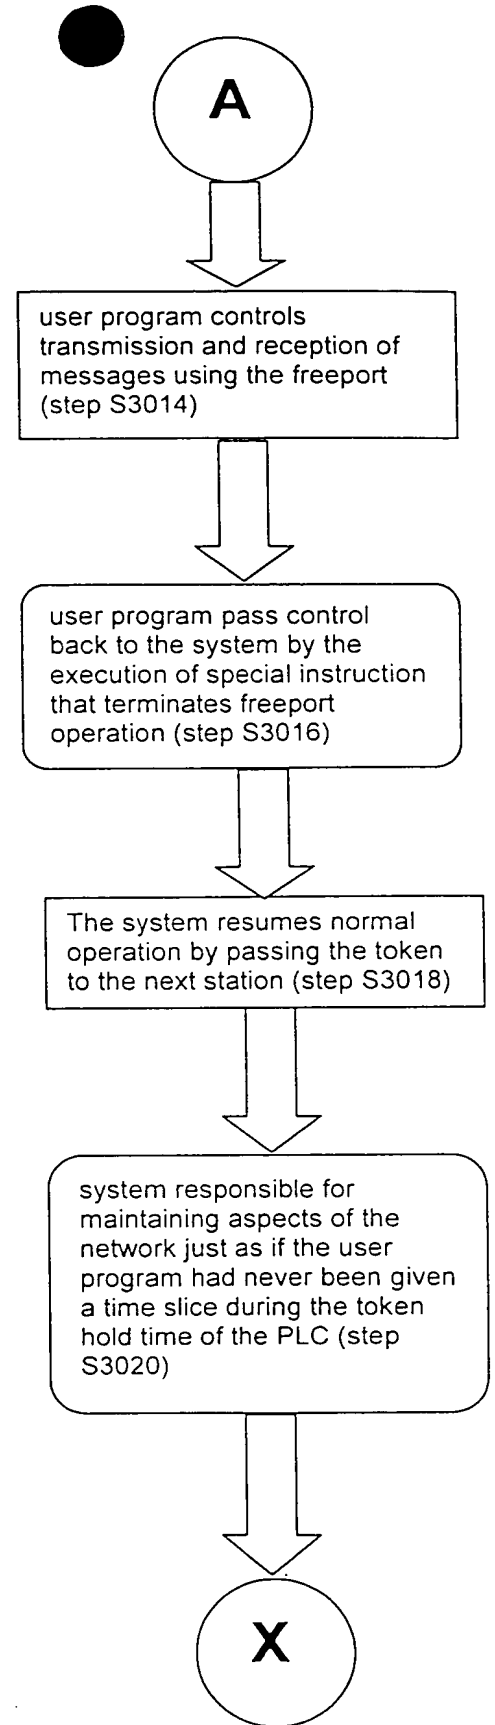 A
user program controls
transmission and reception of
messages using the freeport
(step S3014)
user program pass control
back to the system by the
execution of special instruction
that terminates freeport
operation (step S3016)
The system resumes normal
operation by passing the token
to the next station (step S3018)
system responsible for
maintaining aspects of the
network just as if the user
program had never been given
a time slice during the token
hold time of the PLC (step
S3020)
X